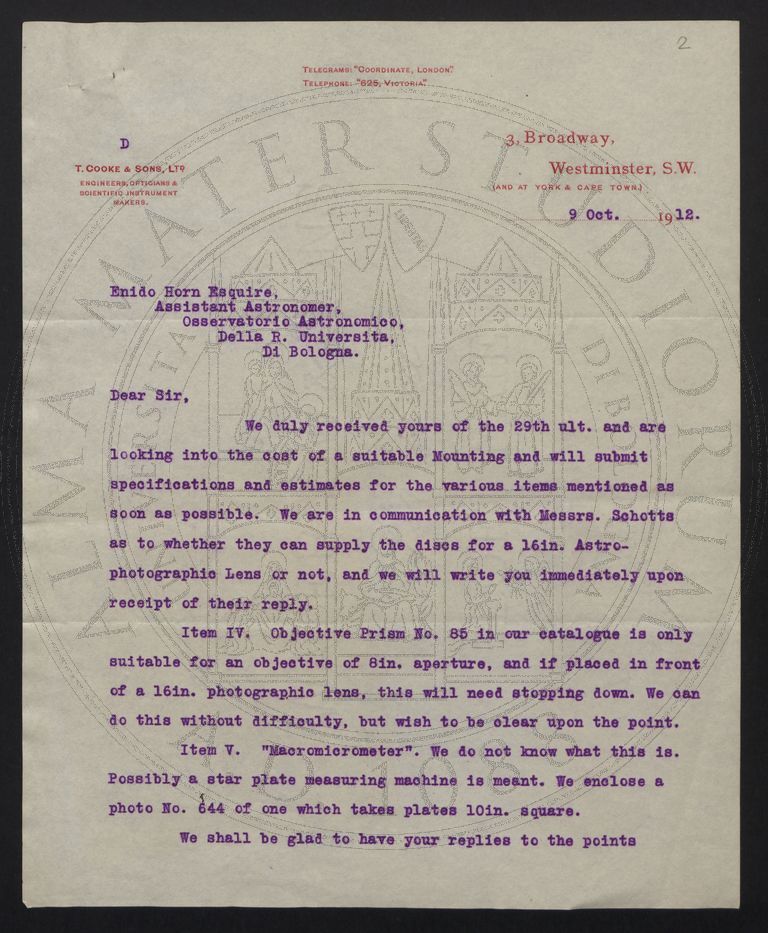 2
TELEGRAMS: "COORDINATE, LONDON".
TELEPHONE: "625, VICTORIA".
D
T. COOKE & SONS, LTD
ENGINEERS, OPTICIANS &
SCIENTIFIC INSTRUMENT
MAKERS.
3, Broadway,
Westminster, S.W.
(AND AT YORK & CAPE TOWN.)
9 Oct. 1912.
Enido Horn Esquire,
Assistant Astronomer,
Osservatorio Astronomico,
Della R. Universita,
Di Bologna.
Dear Sir,
We duly received yours of the 29th ult. and are
looking into the cost of a suitable Mounting and will submit
specifications and estimates for the various items mentioned as
soon as possible. We are in communication with Messrs. Schotts
as to whether they can supply the discs for a 16in. Astro-
photographic Lens or not, and we will write you immediately upon
receipt of their reply.
Item IV. Objective Prism No. 85 in our catalogue is only
suitable for an objective of 8in. aperture, and if placed in front
of a 16in. photographic lens, this will need stopping down. We can
do this without difficulty, but wish to be clear upon the point.
Item V. "Macromicrometer". We do not know what this is.
Possibly a star plate measuring machine is meant. We enclose a
photo No. 644 of one which takes plates 10in. square.
We shall be glad to have your replies to the points
ALMA MATER STUDIORUM
A.D. 1088
LIBERTAS